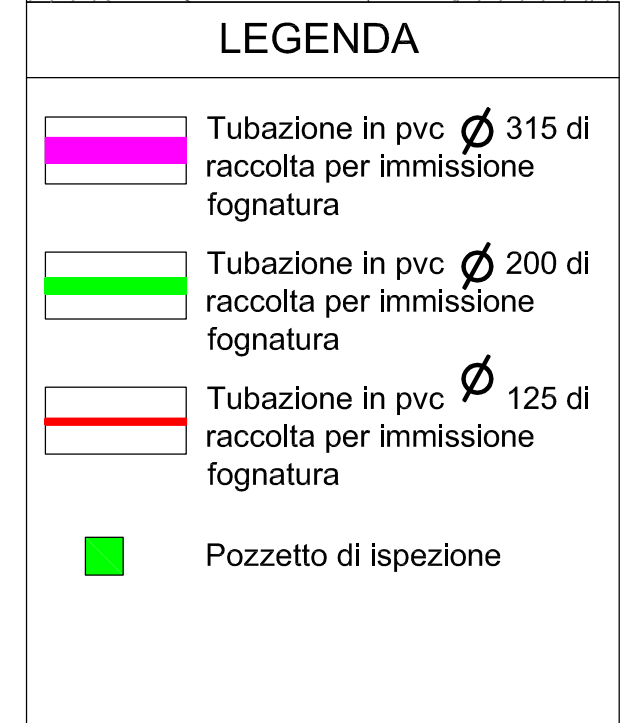 LEGENDA
Tubazione in pvc ⌀ 315 di
raccolta per immissione
fognatura
Tubazione in pvc ⌀ 200 di
raccolta per immissione
fognatura
Tubazione in pvc ⌀ 125 di
raccolta per immissione
fognatura
Pozzetto di ispezione